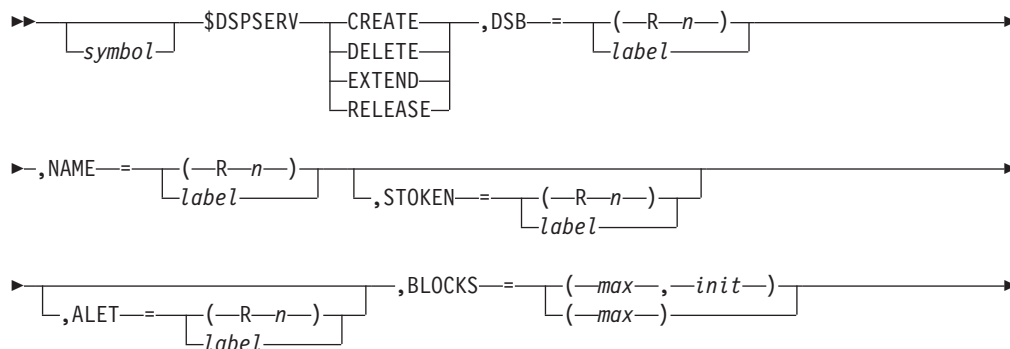 $DSPSERV CREATE ,DSB = ( R n )
symbol DELETE label
EXTEND
RELEASE
,NAME = ( R n )
label ,STOKEN = ( R n )
label
,BLOCKS = ( max , init )
,ALET = ( R n ) ( max )
label